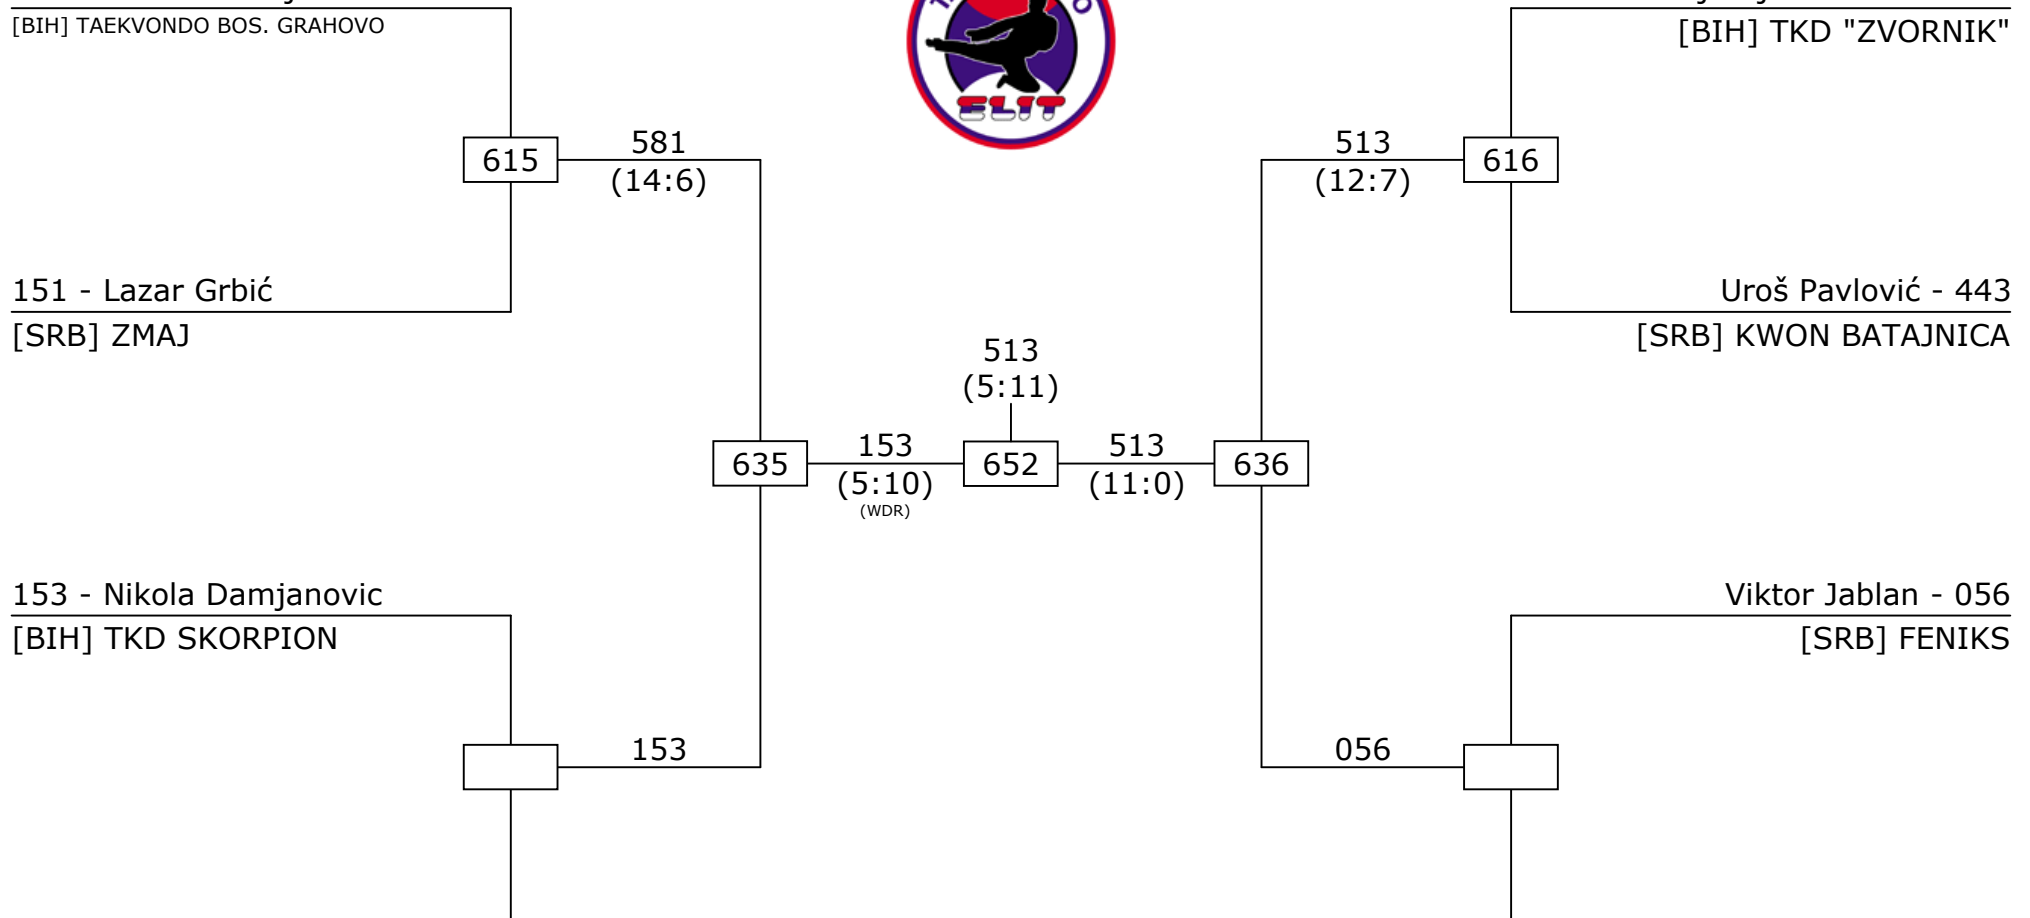 [BIH] TAEKVONDO BOS. GRAHOVO
[BIH] TKD "ZVORNIK"
ELIT
615
581
(14:6)
513
(12:7)
616
151 - Lazar Grbić
[SRB] ZMAJ
Uroš Pavlović - 443
[SRB] KWON BATAJNICA
513
(5:11)
635
153
(5:10)
(WDR)
652
513
(11:0)
636
153 - Nikola Damjanovic
[BIH] TKD SKORPION
Viktor Jablan - 056
[SRB] FENIKS
153
056